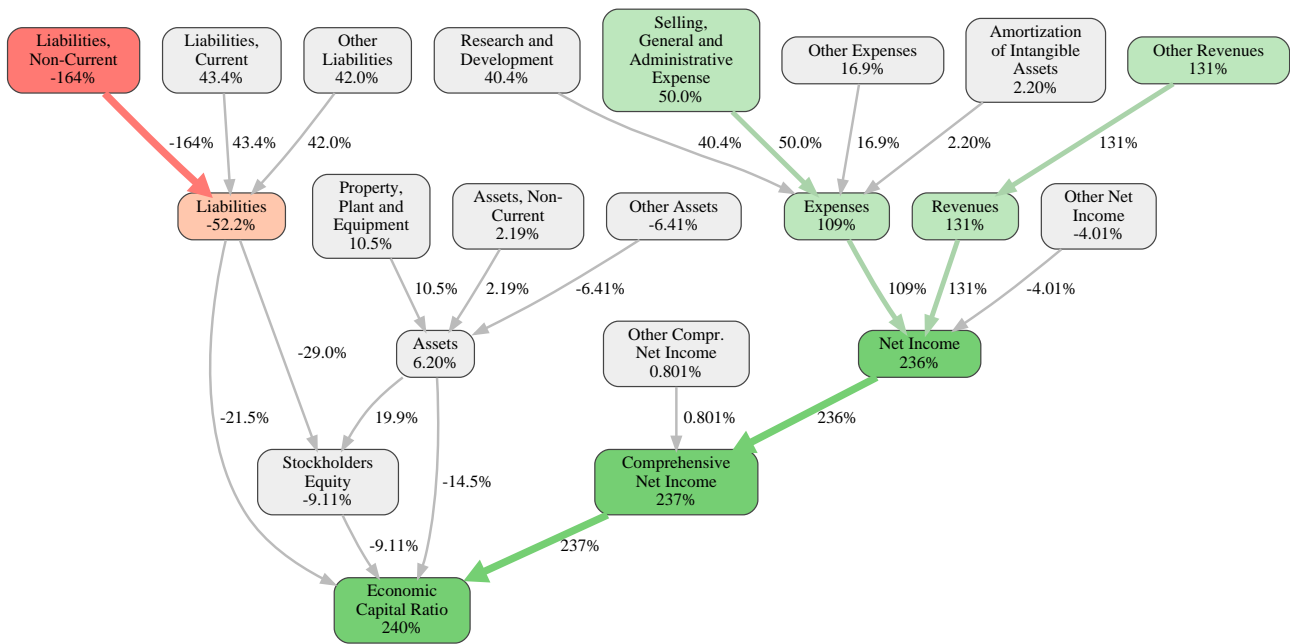 Liabilities,
Non-Current
-164%
Liabilities,
Current
43.4%
Other
Liabilities
42.0%
Research and
Development
40.4%
Selling,
General and
Administrative
Expense
50.0%
Other Expenses
16.9%
Amortization
of Intangible
Assets
2.20%
Other Revenues
131%
-164%
43.4%
42.0%
40.4%
50.0%
16.9%
2.20%
131%
Liabilities
-52.2%
Property,
Plant and
Equipment
10.5%
Assets, Non-
Current
2.19%
Other Assets
-6.41%
Expenses
109%
Revenues
131%
Other Net
Income
-4.01%
10.5%
2.19%
-6.41%
109%
131%
-4.01%
-29.0%
Assets
6.20%
Other Compr.
Net Income
0.801%
Net Income
236%
-21.5%
19.9%
0.801%
236%
Stockholders
Equity
-9.11%
-14.5%
Comprehensive
Net Income
237%
-9.11%
237%
Economic
Capital Ratio
240%